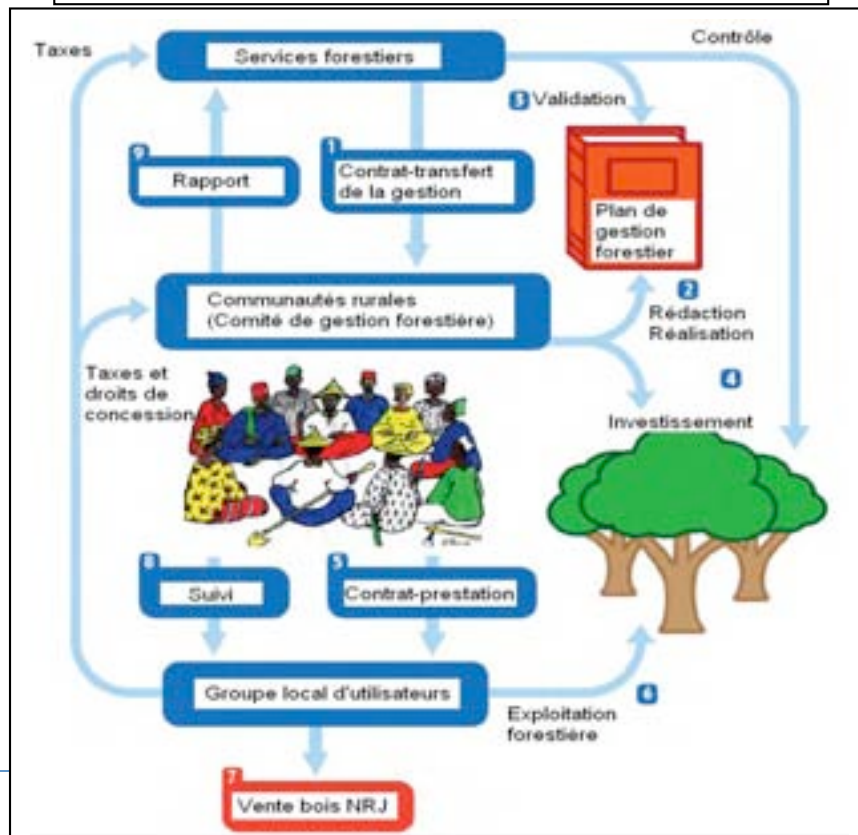 Taxes
Contrôle
Services forestiers
3 Validation
9
Rapport
1
Contrat-transfert
de la gestion
Plan de
gestion
forestier
Communautés rurales
(Comité de gestion forestière)
2
Rédaction
Réalisation
Taxes et
droits de
concession
4
Investissement
8
Suivi
5
Contrat-prestation
Groupe local d'utilisateurs
6
Exploitation
forestière
7
Vente bois NRJ